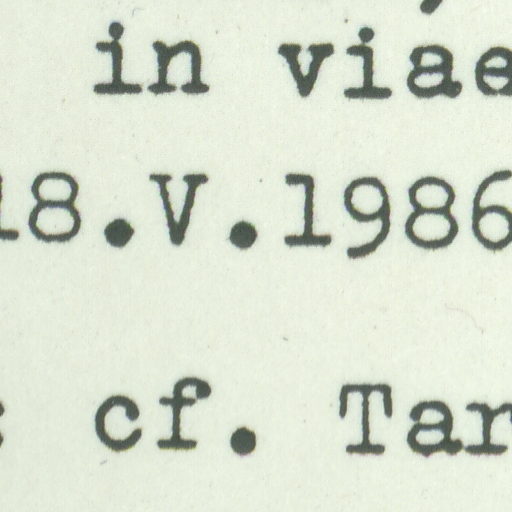 in viae
18.V.1986
: cf. Tar